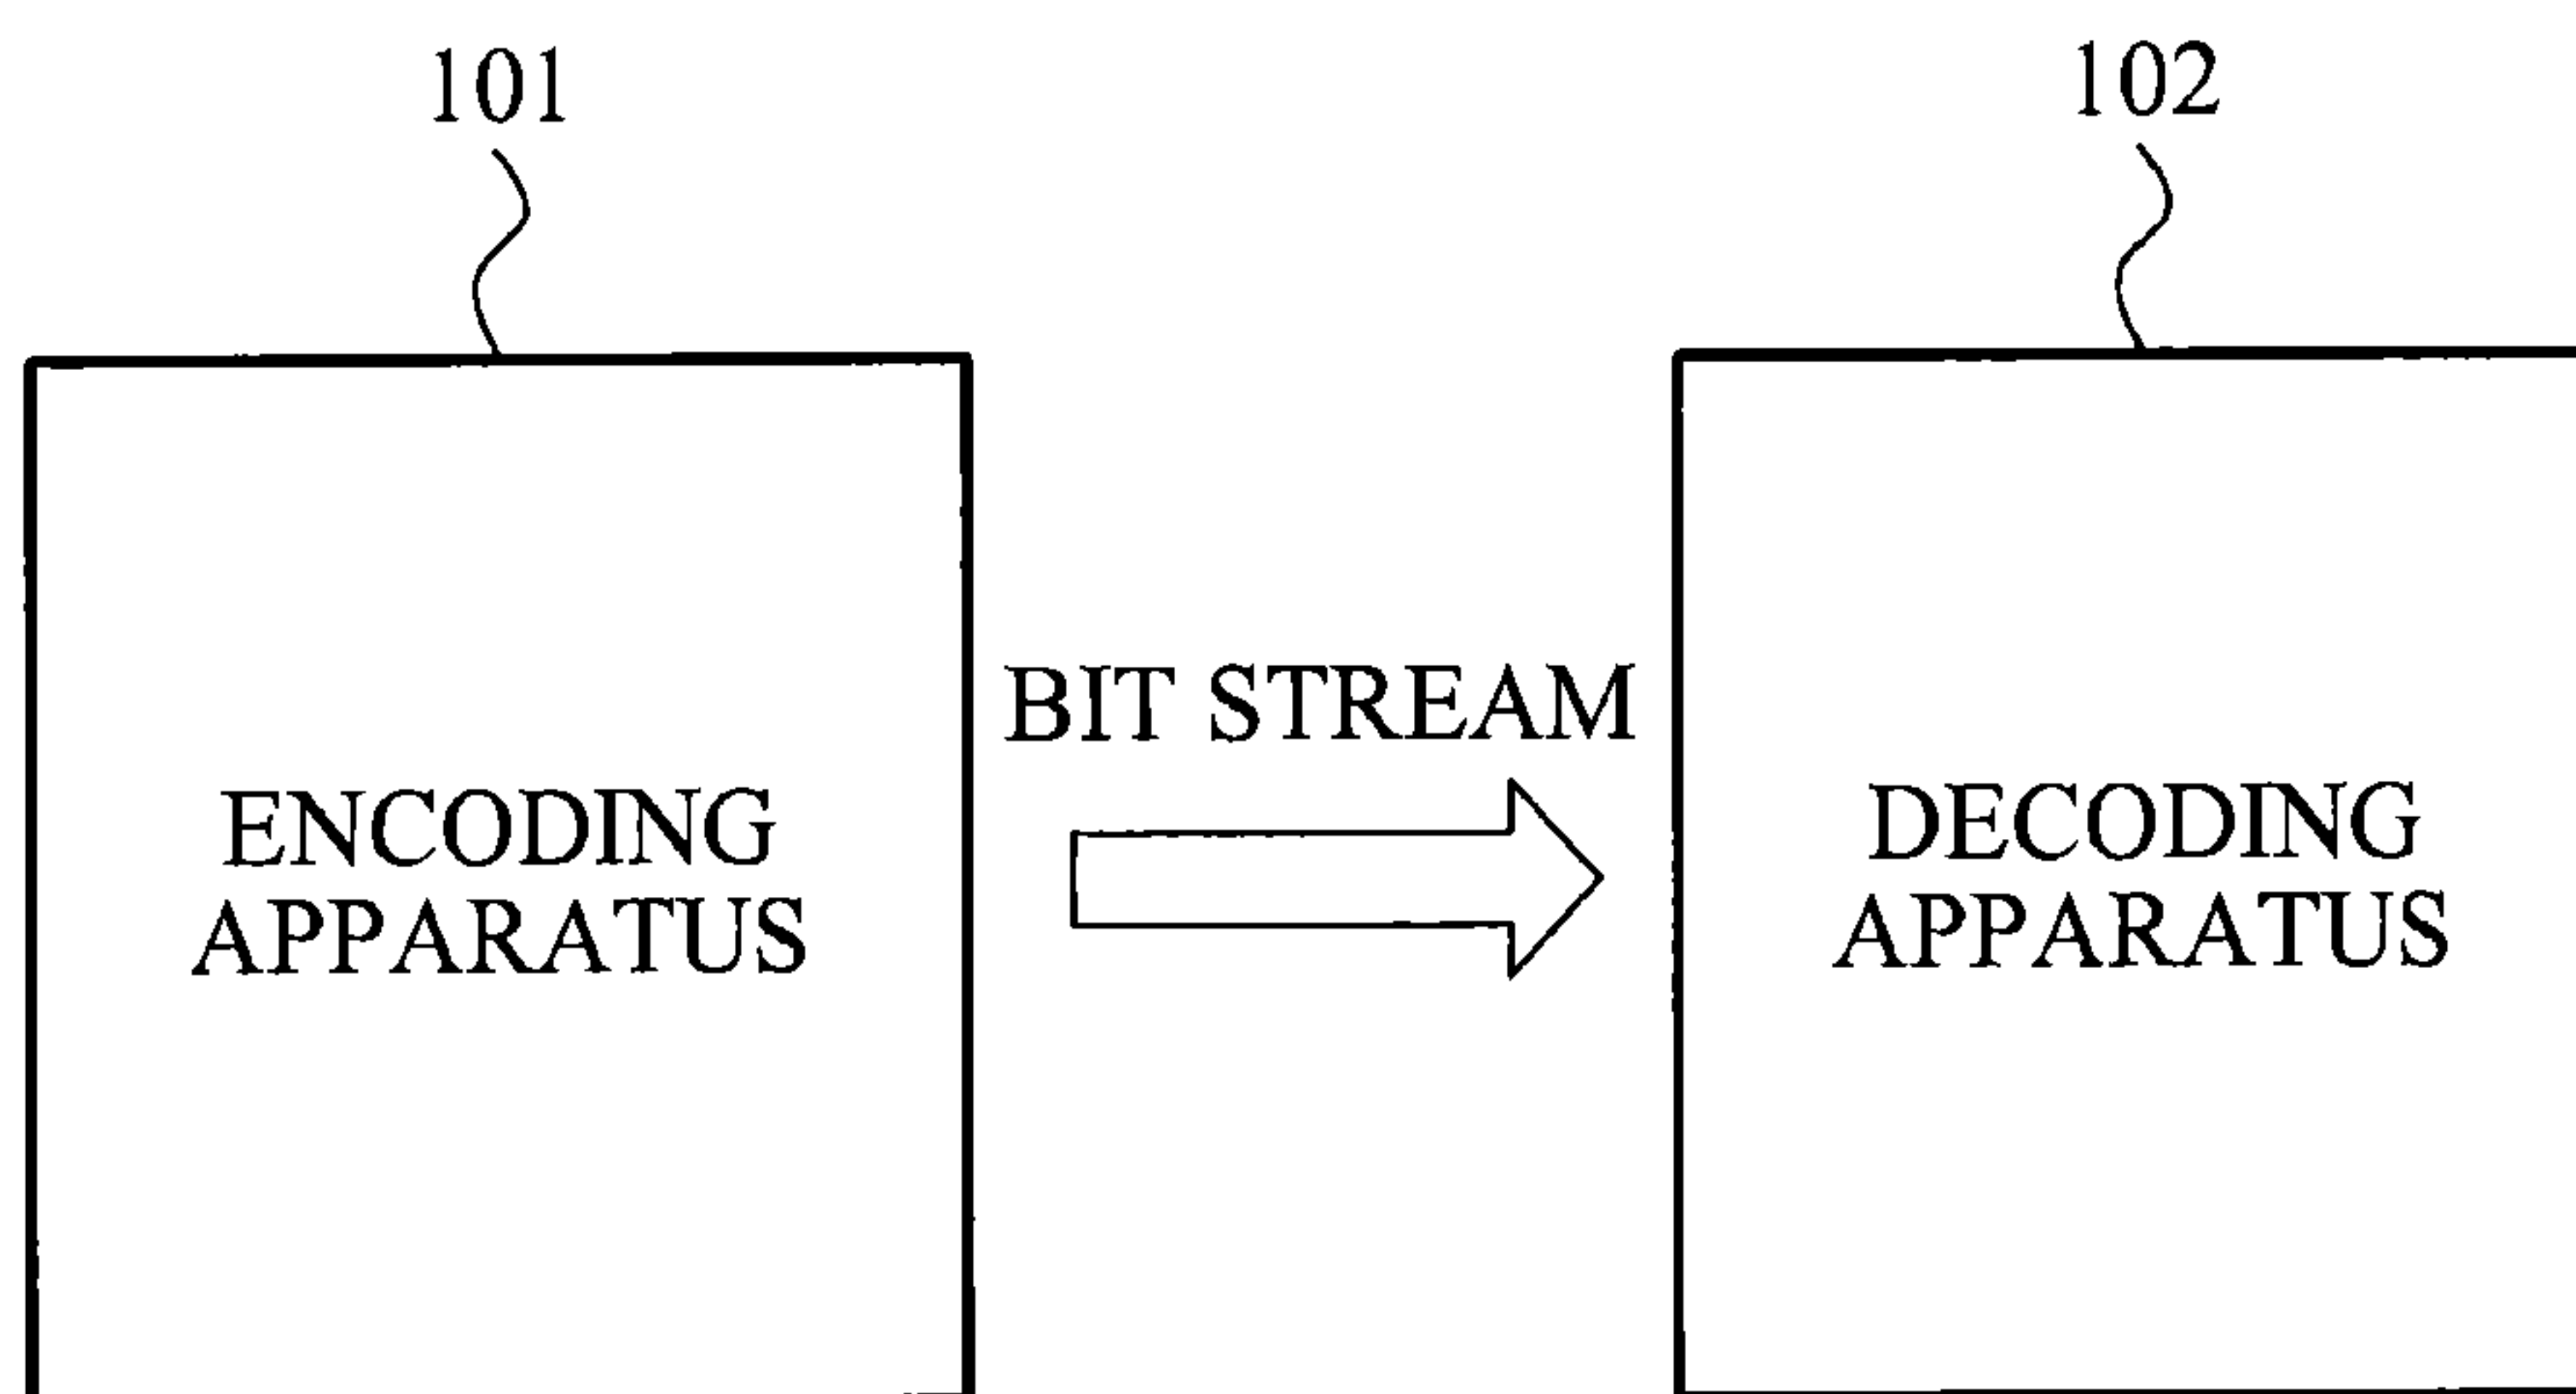 101
102
BIT STREAM
ENCODING
APPARATUS
DECODING
APPARATUS